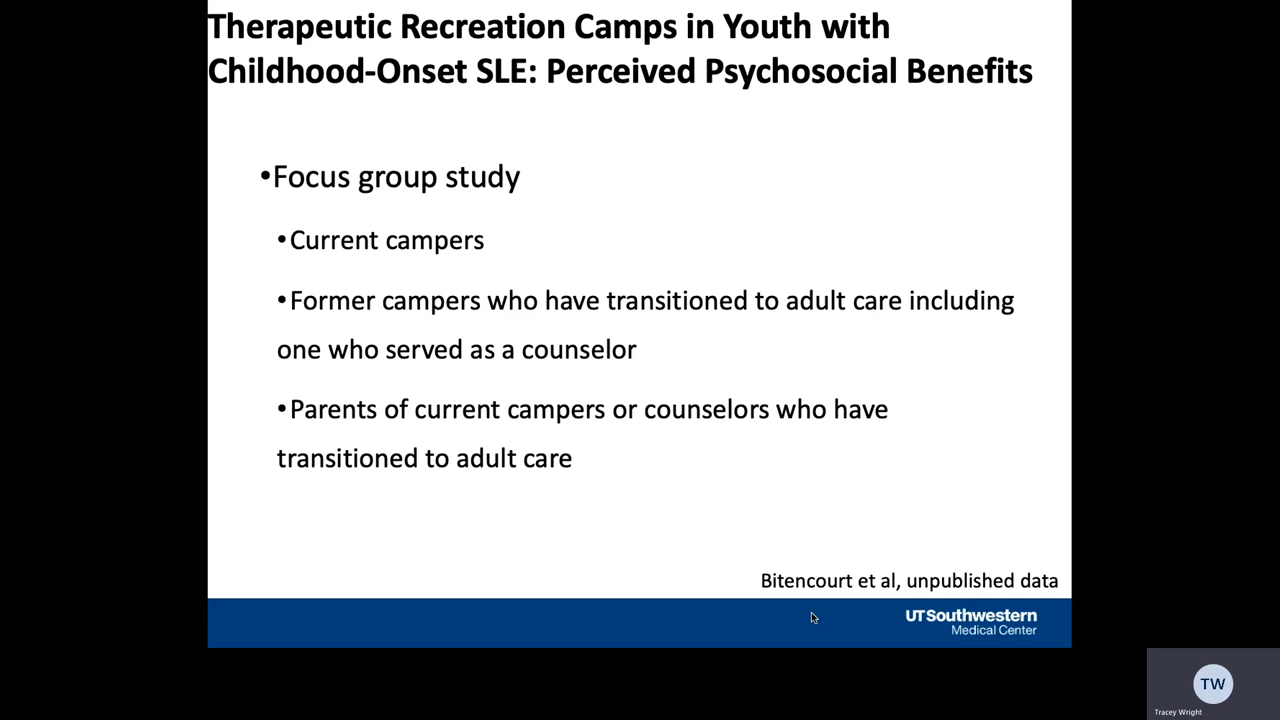 Therapeutic Recreation Camps in Youth with
Childhood-Onset SLE: Perceived Psychosocial Benefits
•Focus group study
•Current campers
•Former campers who have transitioned to adult care including
one who served as a counselor
•Parents of current campers or counselors who have
transitioned to adult care
Bitencourt et al, unpublished data
UTSouthwestern
Medical Center
TW
Tracey Wright